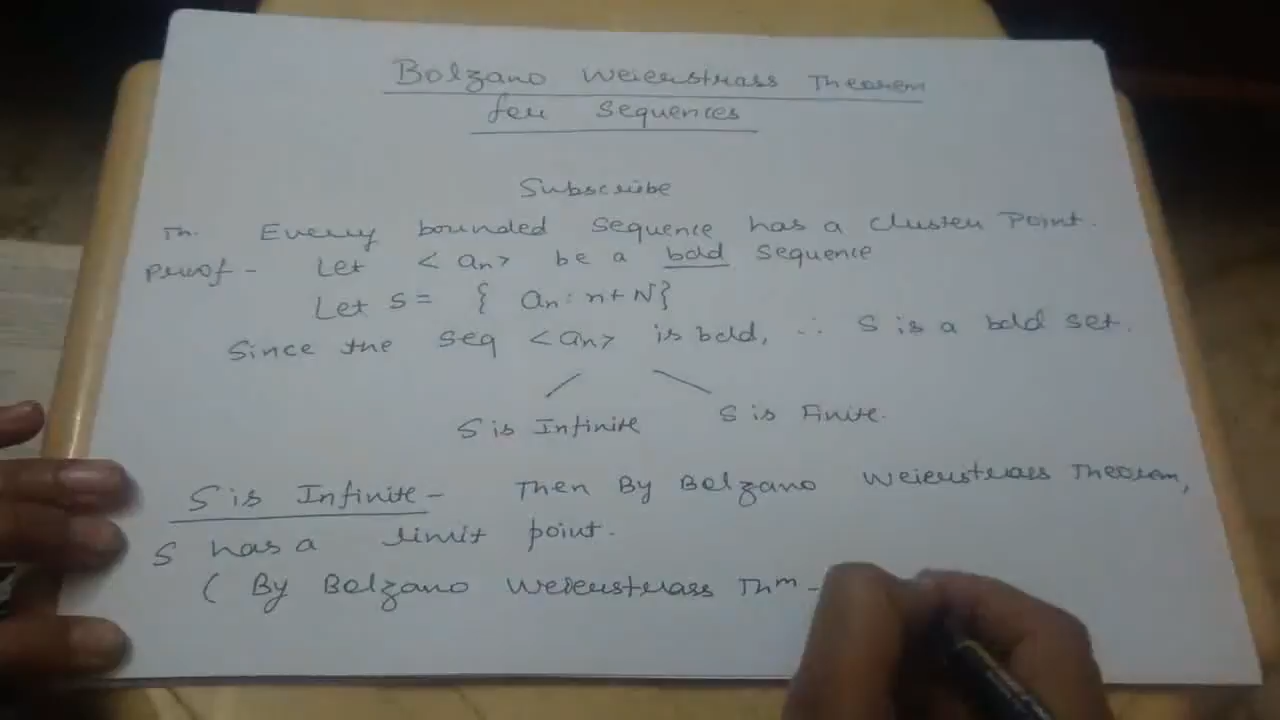 Bolzano Weierstrass Theorem
for Sequences
Subscribe
Th. Every bounded sequence has a cluster Point.
Proof - Let < an > be a bdd sequence
Let S = { an : n ∈ N }
Since the seq < an > is bdd, ∴ S is a bdd set.
S is Infinite S is Finite.
S is Infinite - Then By Bolzano Weierstrass Theorem,
S has a limit point.
( By Bolzano Weierstrass Thm -